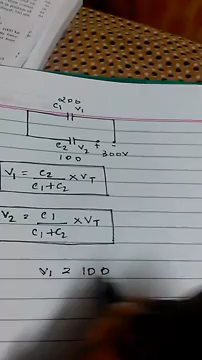 200
C1 V1
C2 V2 + -
100 300V
V1 = C2 / C1+C2 × VT
V2 = C1 / C1+C2 × VT
V1 = 100